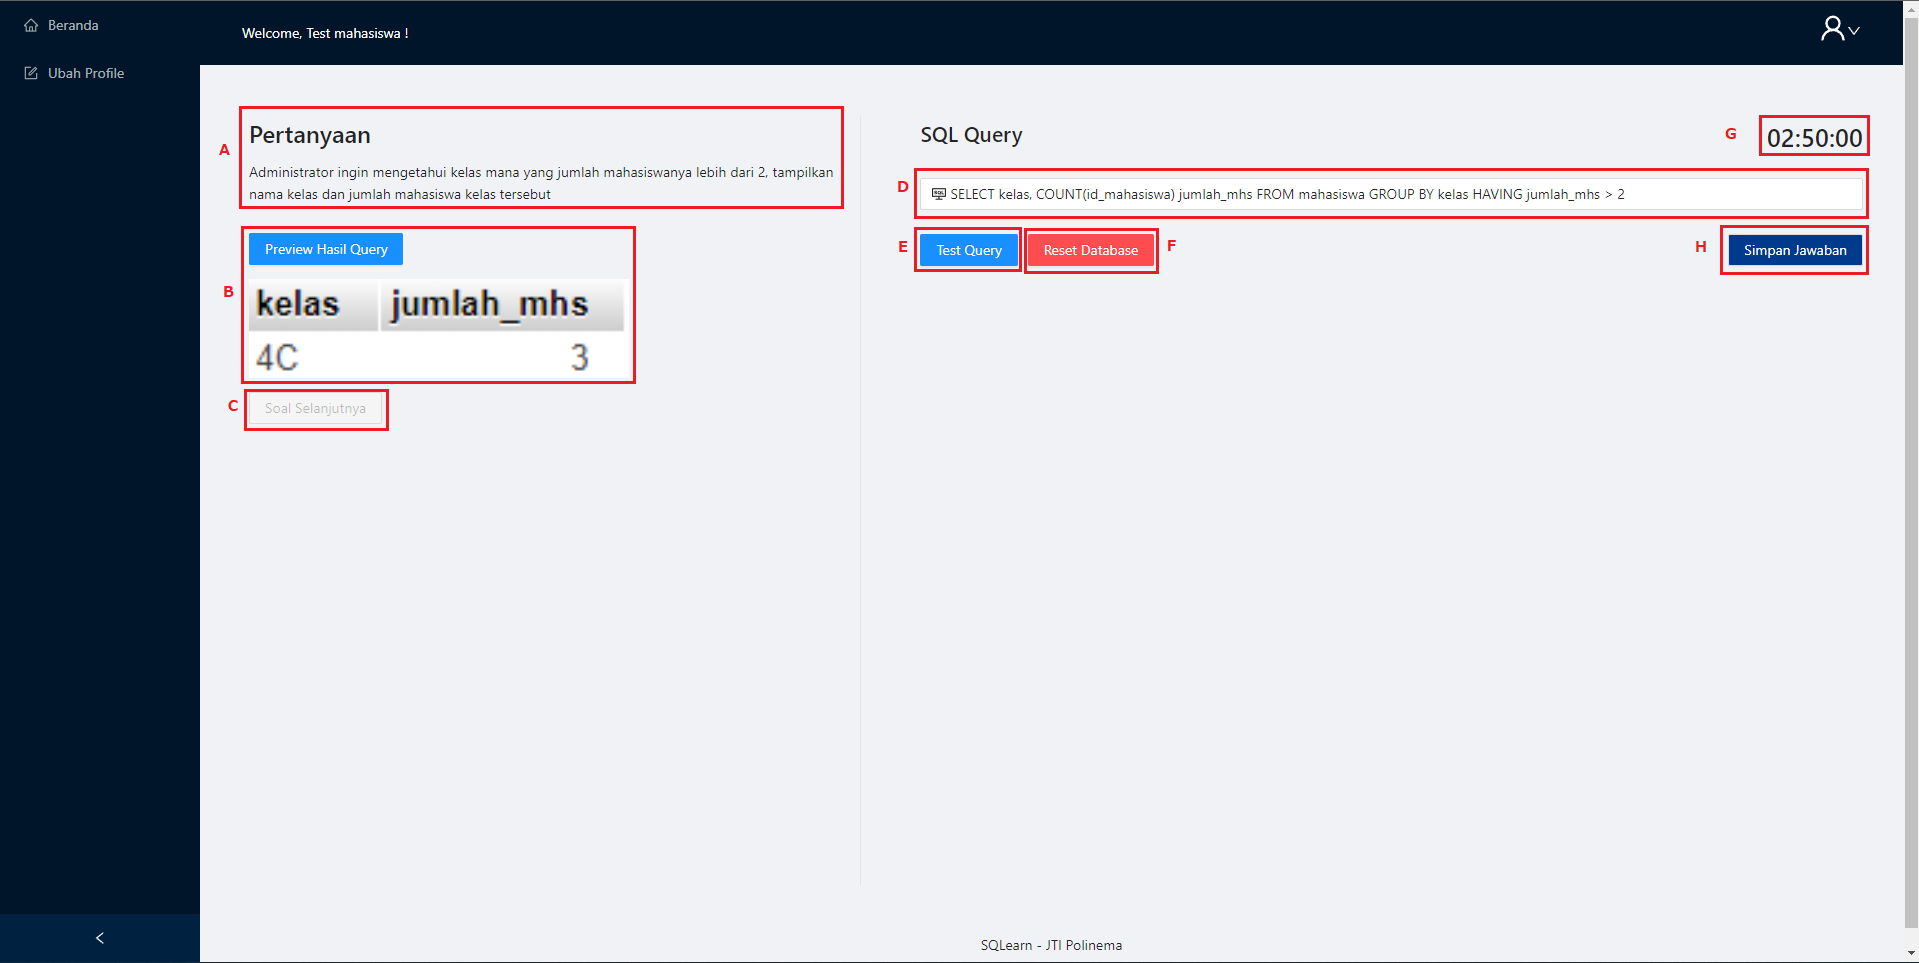 Beranda
Ubah Profile
Welcome, Test mahasiswa !
A
Pertanyaan
Administrator ingin mengetahui kelas mana yang jumlah mahasiswanya lebih dari 2, tampilkan
nama kelas dan jumlah mahasiswa kelas tersebut
B
Preview Hasil Query
kelas jumlah_mhs
4C 3
C
Soal Selanjutnya
SQL Query
G
02:50:00
D
SQL SELECT kelas, COUNT(id_mahasiswa) jumlah_mhs FROM mahasiswa GROUP BY kelas HAVING jumlah_mhs > 2
E
Test Query
Reset Database
F
H
Simpan Jawaban
SQLearn - JTI Polinema